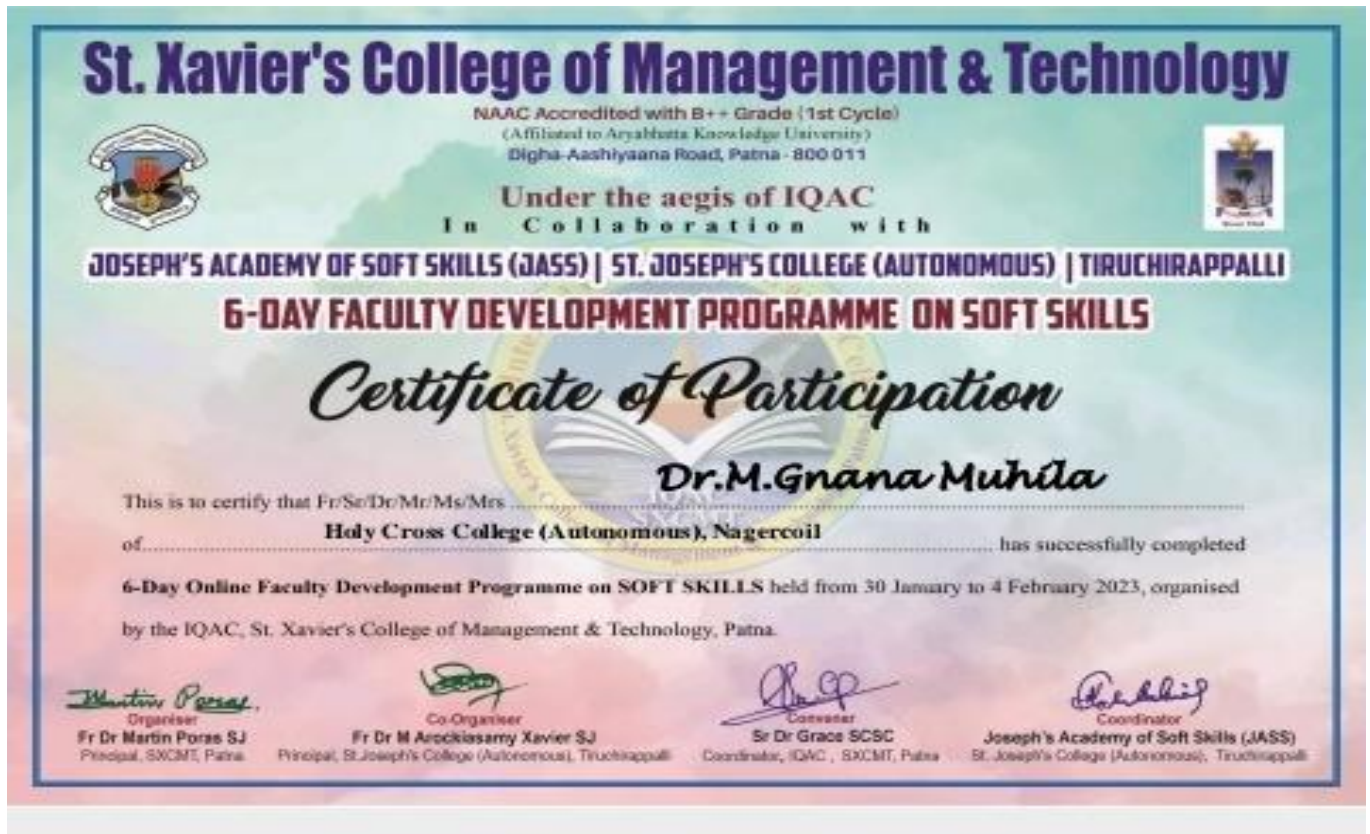 St. Xavier's College of Management & Technology
NAAC Accredited with B++ Grade (1st Cycle)
(Affiliated to Aryabhatta Knowledge University)
Digha-Aashiyaana Road, Patna - 800 011
Under the aegis of IQAC
In Collaboration with
JOSEPH'S ACADEMY OF SOFT SKILLS (JASS) | ST. JOSEPH'S COLLEGE (AUTONOMOUS) | TIRUCHIRAPPALLI
6-DAY FACULTY DEVELOPMENT PROGRAMME ON SOFT SKILLS
Certificate of Participation
Dr.M.Gnana Muhila
This is to certify that Fr/Sr/Dr/Mr/Ms/Mrs
of Holy Cross College (Autonomous), Nagercoil has successfully completed
6-Day Online Faculty Development Programme on SOFT SKILLS held from 30 January to 4 February 2023, organised
by the IQAC, St. Xavier's College of Management & Technology, Patna.
Martin Poras.
Organiser
Fr Dr Martin Poras SJ
Principal, SXCMT, Patna
Co-Organiser
Fr Dr M Arockiasamy Xavier SJ
Principal, St.Joseph's College (Autonomous), Tiruchirappalli
Convener
Sr Dr Grace SCSC
Coordinator, IQAC , SXCMT, Patna
Coordinator
Joseph's Academy of Soft Skills (JASS)
St. Joseph's College (Autonomous), Tiruchirappalli